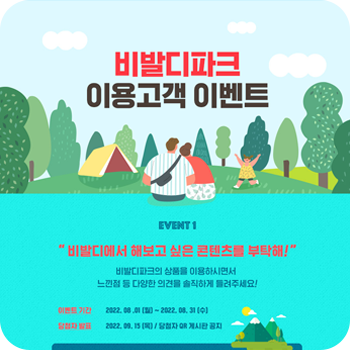 비발디파크
이용고객 이벤트
EVENT 1
" 비발디에서 해보고 싶은 콘텐츠를 부탁해! "
비발디파크의 상품을 이용하시면서
느낀점 등 다양한 의견을 솔직하게 들려주세요!
이벤트 기간 2022. 08 .01 (월) ~ 2022. 08. 31 (수)
당첨자 발표 2022. 09. 15 (목) / 당첨자 QR 게시판 공지